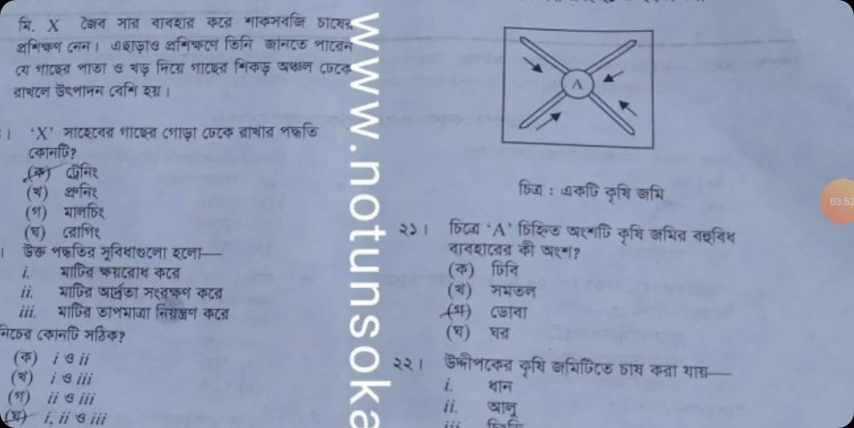 মি. X জৈব সার ব্যবহার করে শাকসবজি চাষের
প্রশিক্ষণ নেন। এছাড়াও প্রশিক্ষণে তিনি জানতে পারেন
যে গাছের পাতা ও খড় দিয়ে গাছের শিকড় অঞ্চল ঢেকে
রাখলে উৎপাদন বেশি হয়।
। 'X' সাহেবের গাছের গোড়া ঢেকে রাখার পদ্ধতি
কোনটি?
(ক) ট্রেনিং
(খ) প্রুনিং
(গ) মালচিং
(ঘ) রোগিং
। উক্ত পদ্ধতির সুবিধাগুলো হলো—
i. মাটির ক্ষয়রোধ করে
ii. মাটির আর্দ্রতা সংরক্ষণ করে
iii. মাটির তাপমাত্রা নিয়ন্ত্রণ করে
নিচের কোনটি সঠিক?
(ক) i ও ii
(খ) i ও iii
(গ) ii ও iii
(ঘ) i, ii ও iii
www.notunsoka
A
চিত্র : একটি কৃষি জমি
২১। চিত্রে 'A' চিহ্নিত অংশটি কৃষি জমির বহুবিধ
ব্যবহারের কী অংশ?
(ক) ঢিবি
(খ) সমতল
(গ) ডোবা
(ঘ) ঘর
২২। উদ্দীপকের কৃষি জমিটিতে চাষ করা যায়—
i. ধান
ii. আলু
03:52